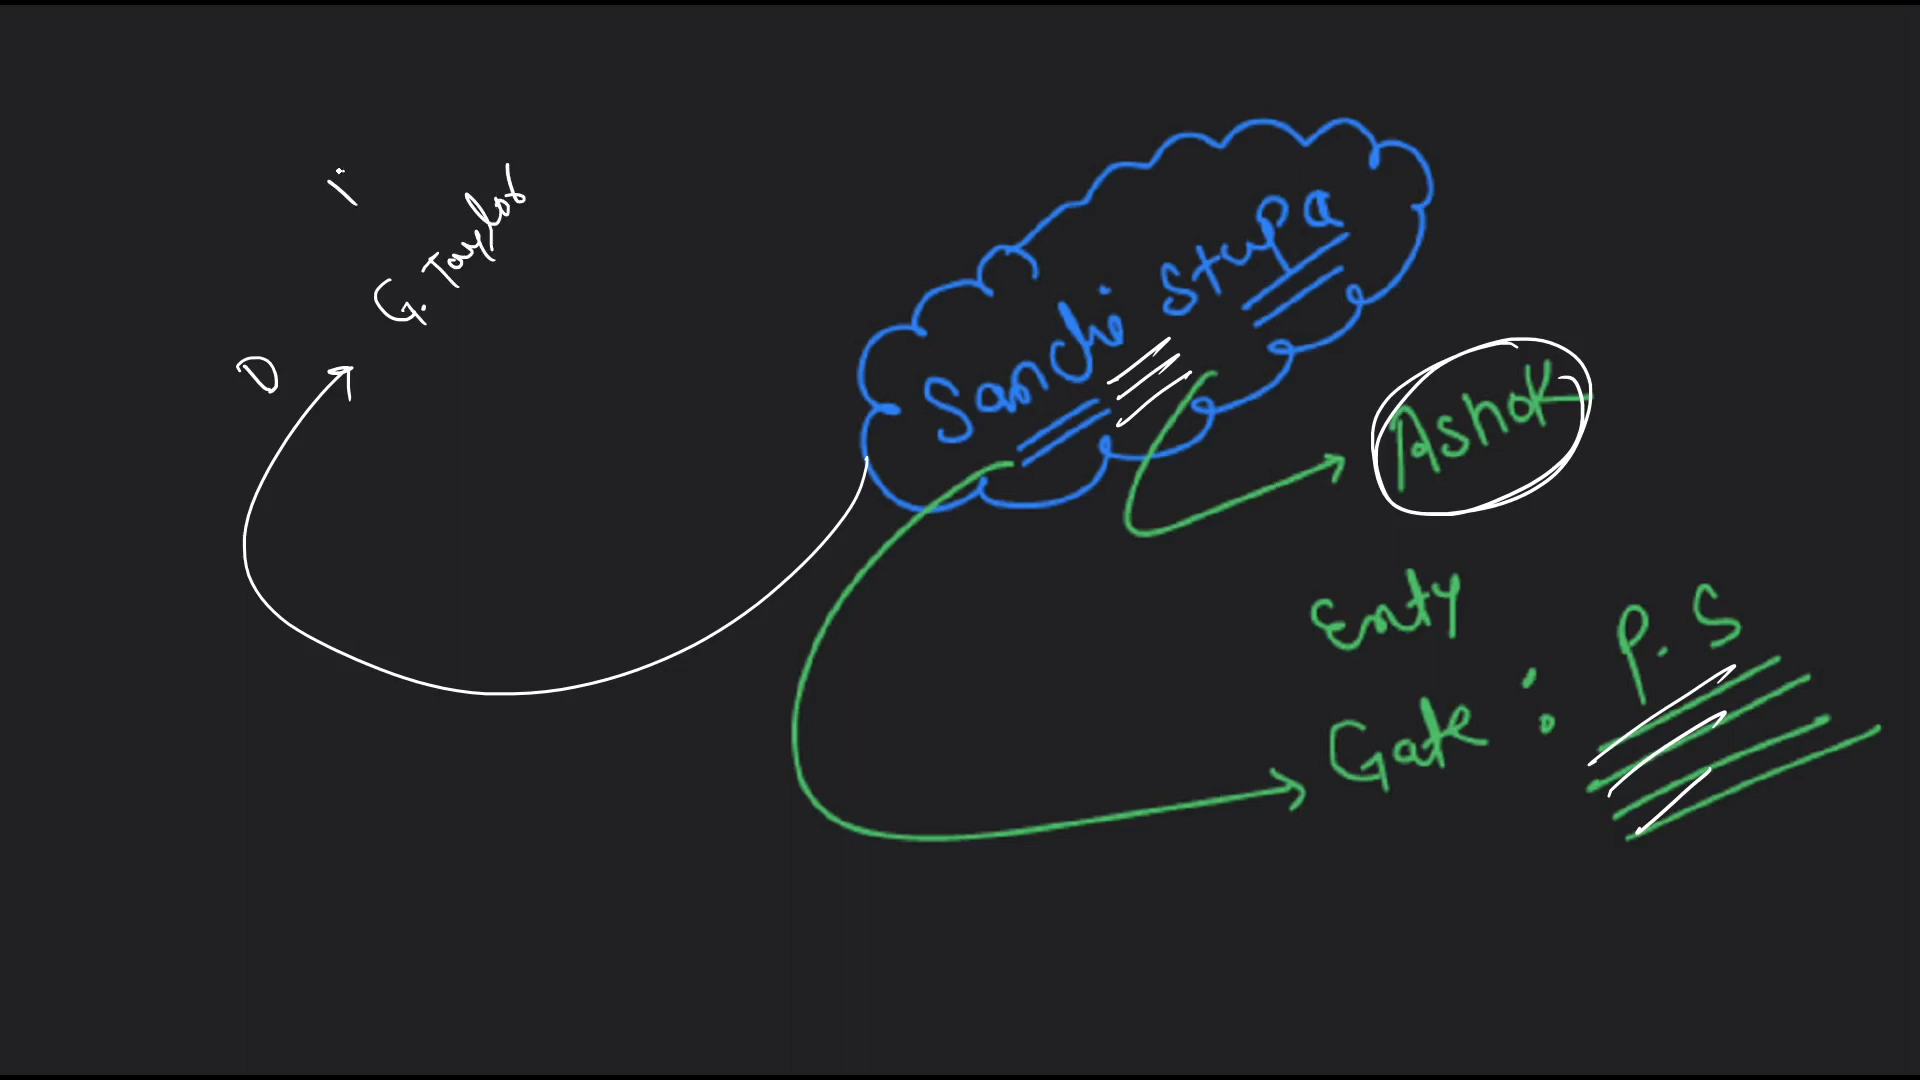 G. Taylor
D
Sanchi Stupa
Ashok
Enty
Gate : P. S